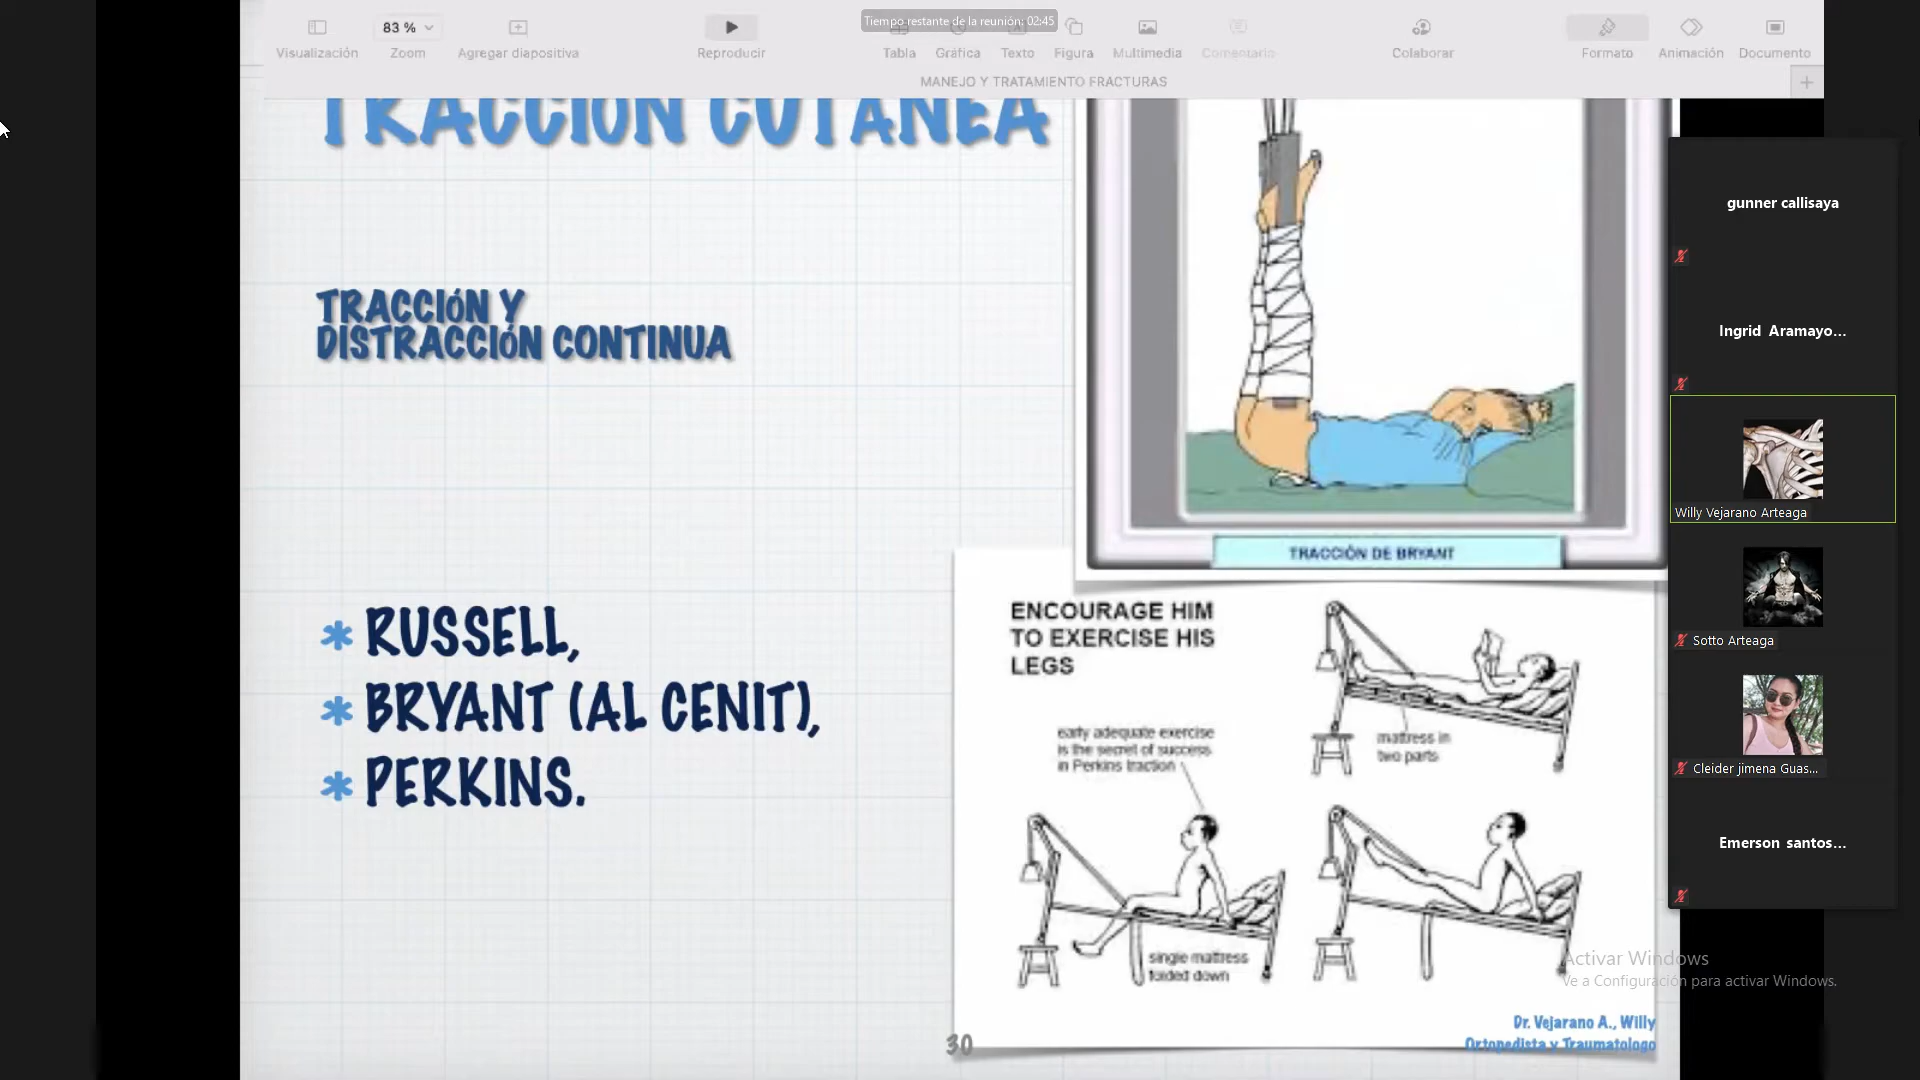 Tiempo restante de la reunión: 02:45
83 %
Visualización
Zoom
Agregar diapositiva
Reproducir
Tabla
Gráfica
Texto
Figura
Multimedia
Comentario
Colaborar
Formato
Animación
Documento
MANEJO Y TRATAMIENTO FRACTURAS
TRACCIÓN CUTÁNEA
TRACCIÓN Y
DISTRACCIÓN CONTINUA
* RUSSELL,
* BRYANT (AL CENIT),
* PERKINS.
TRACCIÓN DE BRYANT
ENCOURAGE HIM
TO EXERCISE HIS
LEGS
early adequate exercise
is the secret of success
in Perkins traction
mattress in
two parts
single mattress
folded down
30
Dr. Vejarano A., Willy
Ortopedista y Traumatologo
gunner callisaya
Ingrid Aramayo...
Willy Vejarano Arteaga
Sotto Arteaga
Cleider jimena Guas...
Emerson santos...
Activar Windows
Ve a Configuración para activar Windows.